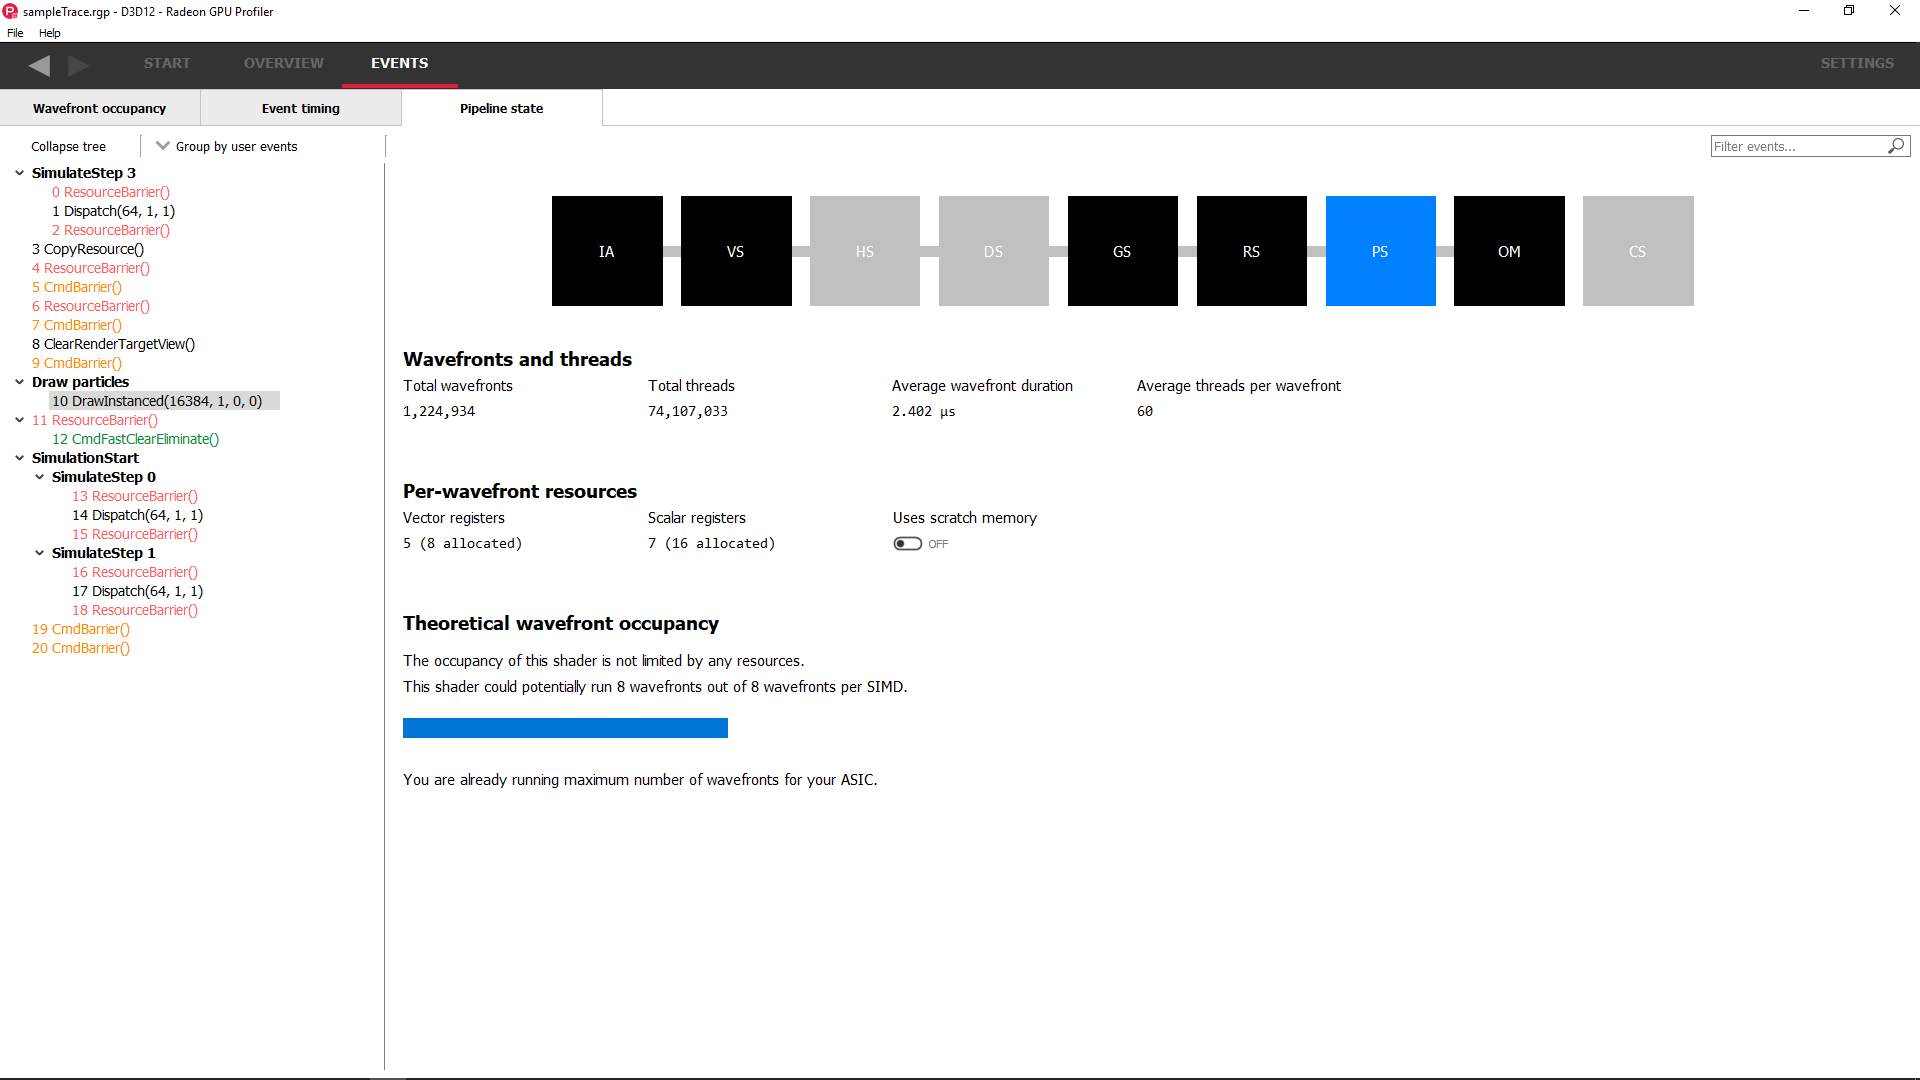 sampleTrace.rgp - D3D12 - Radeon GPU Profiler
File Help
START OVERVIEW EVENTS SETTINGS
Wavefront occupancy Event timing Pipeline state
Collapse tree Group by user events Filter events...
SimulateStep 3
0 ResourceBarrier()
1 Dispatch(64, 1, 1)
2 ResourceBarrier()
3 CopyResource()
4 ResourceBarrier()
5 CmdBarrier()
6 ResourceBarrier()
7 CmdBarrier()
8 ClearRenderTargetView()
9 CmdBarrier()
Draw particles
10 DrawInstanced(16384, 1, 0, 0)
11 ResourceBarrier()
12 CmdFastClearEliminate()
SimulationStart
SimulateStep 0
13 ResourceBarrier()
14 Dispatch(64, 1, 1)
15 ResourceBarrier()
SimulateStep 1
16 ResourceBarrier()
17 Dispatch(64, 1, 1)
18 ResourceBarrier()
19 CmdBarrier()
20 CmdBarrier()
IA VS HS DS GS RS PS OM CS
Wavefronts and threads
Total wavefronts Total threads Average wavefront duration Average threads per wavefront
1,224,934 74,107,033 2.402 µs 60
Per-wavefront resources
Vector registers Scalar registers Uses scratch memory
5 (8 allocated) 7 (16 allocated) OFF
Theoretical wavefront occupancy
The occupancy of this shader is not limited by any resources.
This shader could potentially run 8 wavefronts out of 8 wavefronts per SIMD.
You are already running maximum number of wavefronts for your ASIC.